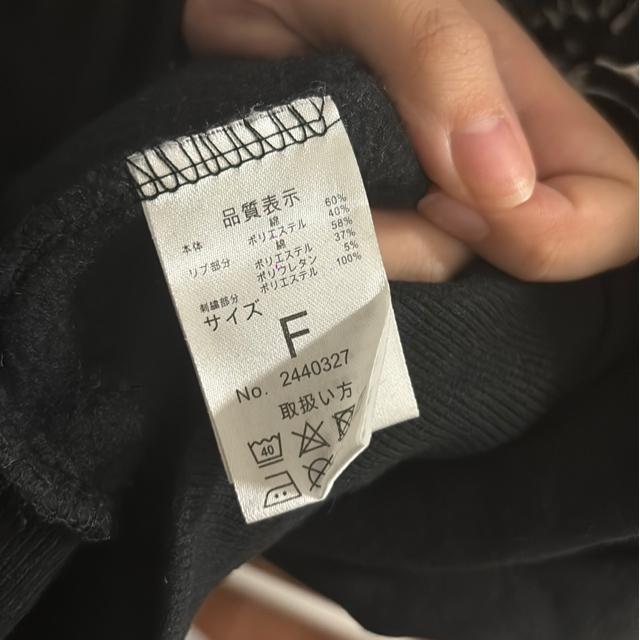 品質表示
本体 綿 60%
ポリエステル 40%
リブ部分 綿 58%
ポリエステル 37%
ポリウレタン 5%
刺繍部分 ポリエステル 100%
サイズ
F
No. 2440327
取扱い方
40